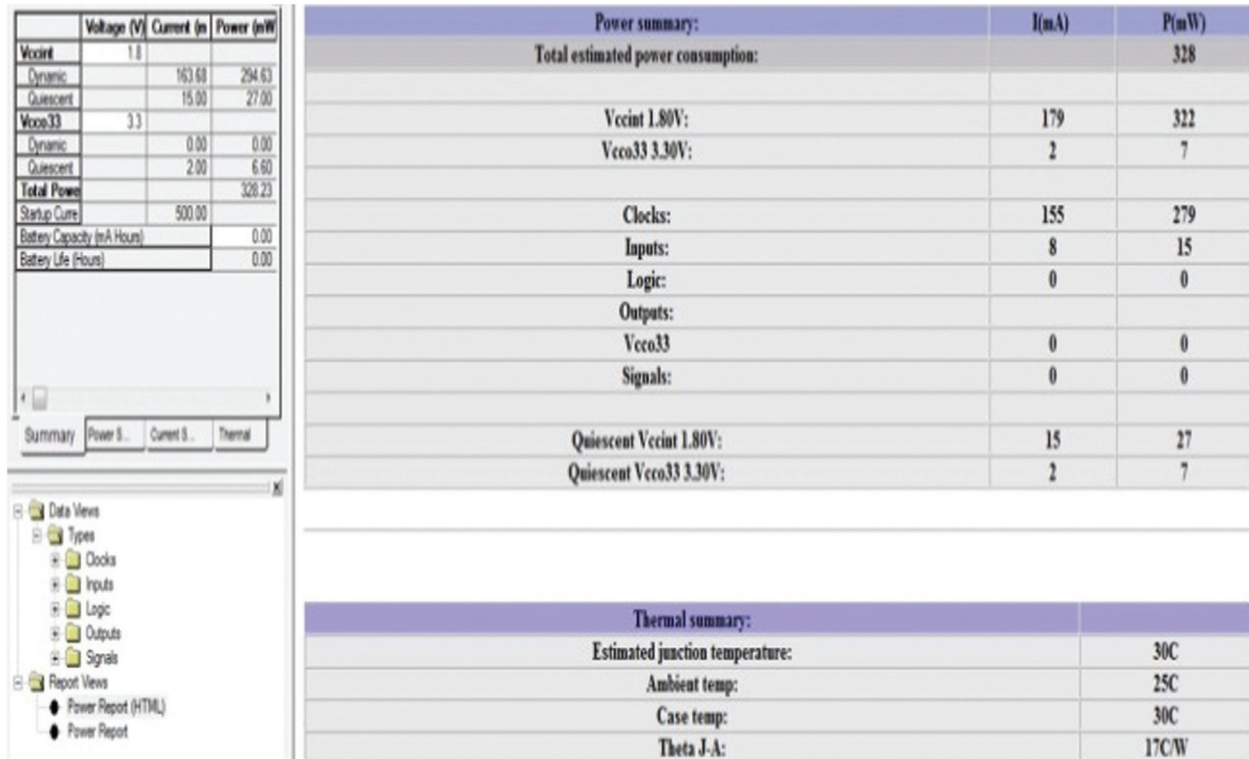 Voltage (V) Current (m Power (mW
Vccint 1.8
Dynamic 163.68 294.63
Quiescent 15.00 27.00
Vcco33 3.3
Dynamic 0.00 0.00
Quiescent 2.00 6.60
Total Powe 328.23
Startup Curre 500.00
Battery Capacity (mA Hours) 0.00
Battery Life (Hours) 0.00
Summary Power S... Current S... Thermal
Data Views
Types
Clocks
Inputs
Logic
Outputs
Signals
Report Views
Power Report (HTML)
Power Report
Power summary: I(mA) P(mW)
Total estimated power consumption: 328
Vccint 1.80V: 179 322
Vcco33 3.30V: 2 7
Clocks: 155 279
Inputs: 8 15
Logic: 0 0
Outputs:
Vcco33 0 0
Signals: 0 0
Quiescent Vccint 1.80V: 15 27
Quiescent Vcco33 3.30V: 2 7
Thermal summary:
Estimated junction temperature: 30C
Ambient temp: 25C
Case temp: 30C
Theta J-A: 17C/W